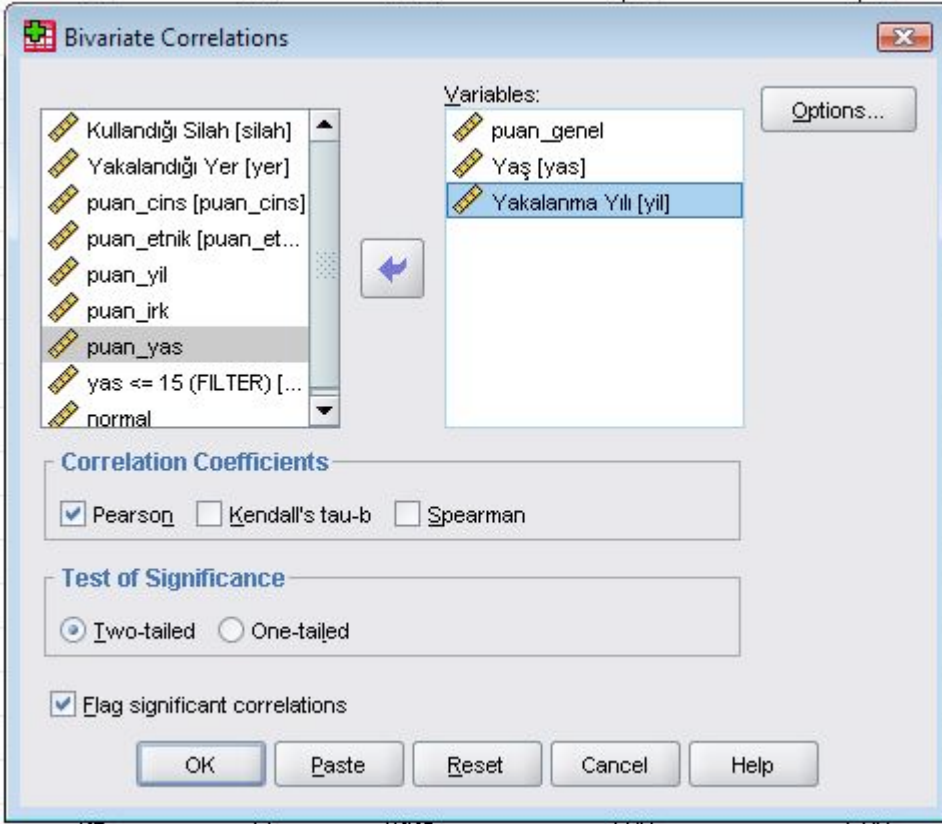 Bivariate Correlations
Kullandığı Silah [silah]
Yakalandığı Yer [yer]
puan_cins [puan_cins]
puan_etnik [puan_et...
puan_yil
puan_irk
puan_yas
yas <= 15 (FILTER) [...
normal
Variables:
puan_genel
Yaş [yas]
Yakalanma Yılı [yil]
Options...
Correlation Coefficients
Pearson Kendall's tau-b Spearman
Test of Significance
Two-tailed One-tailed
Flag significant correlations
OK Paste Reset Cancel Help